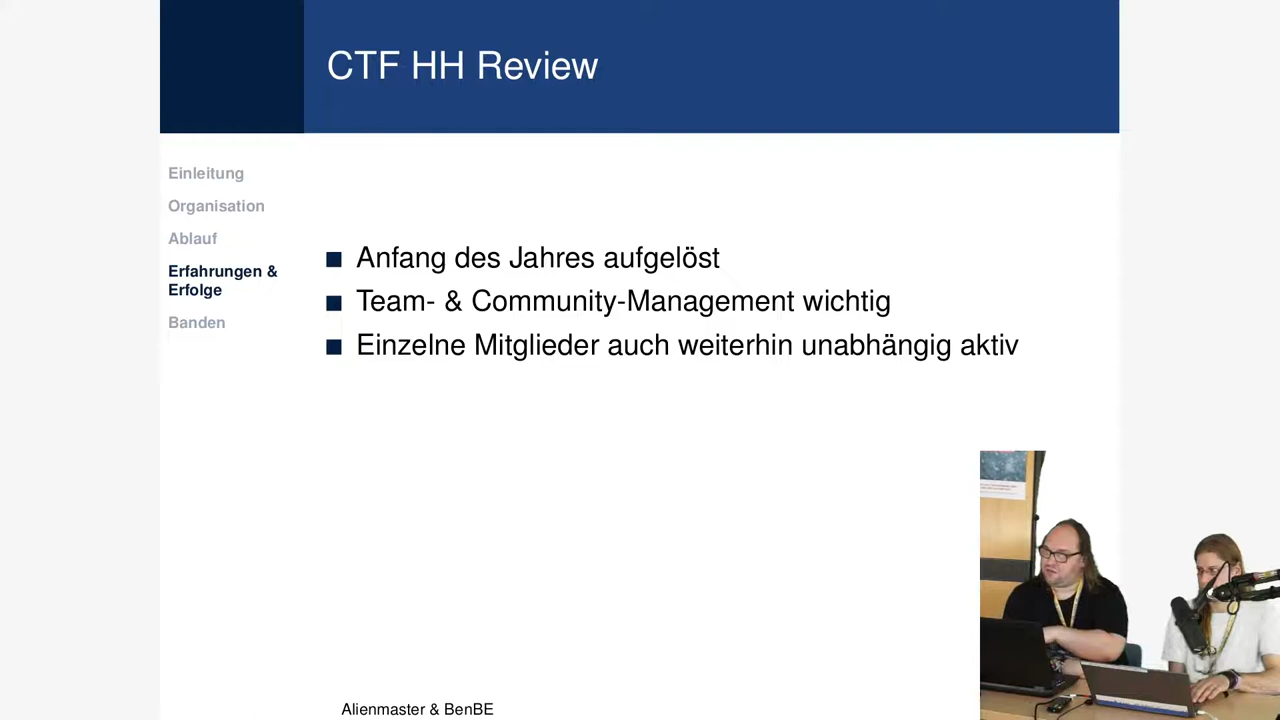 CTF HH Review
Einleitung
Organisation
Ablauf
Erfahrungen &
Erfolge
Banden
Anfang des Jahres aufgelöst
Team- & Community-Management wichtig
Einzelne Mitglieder auch weiterhin unabhängig aktiv
Alienmaster & BenBE